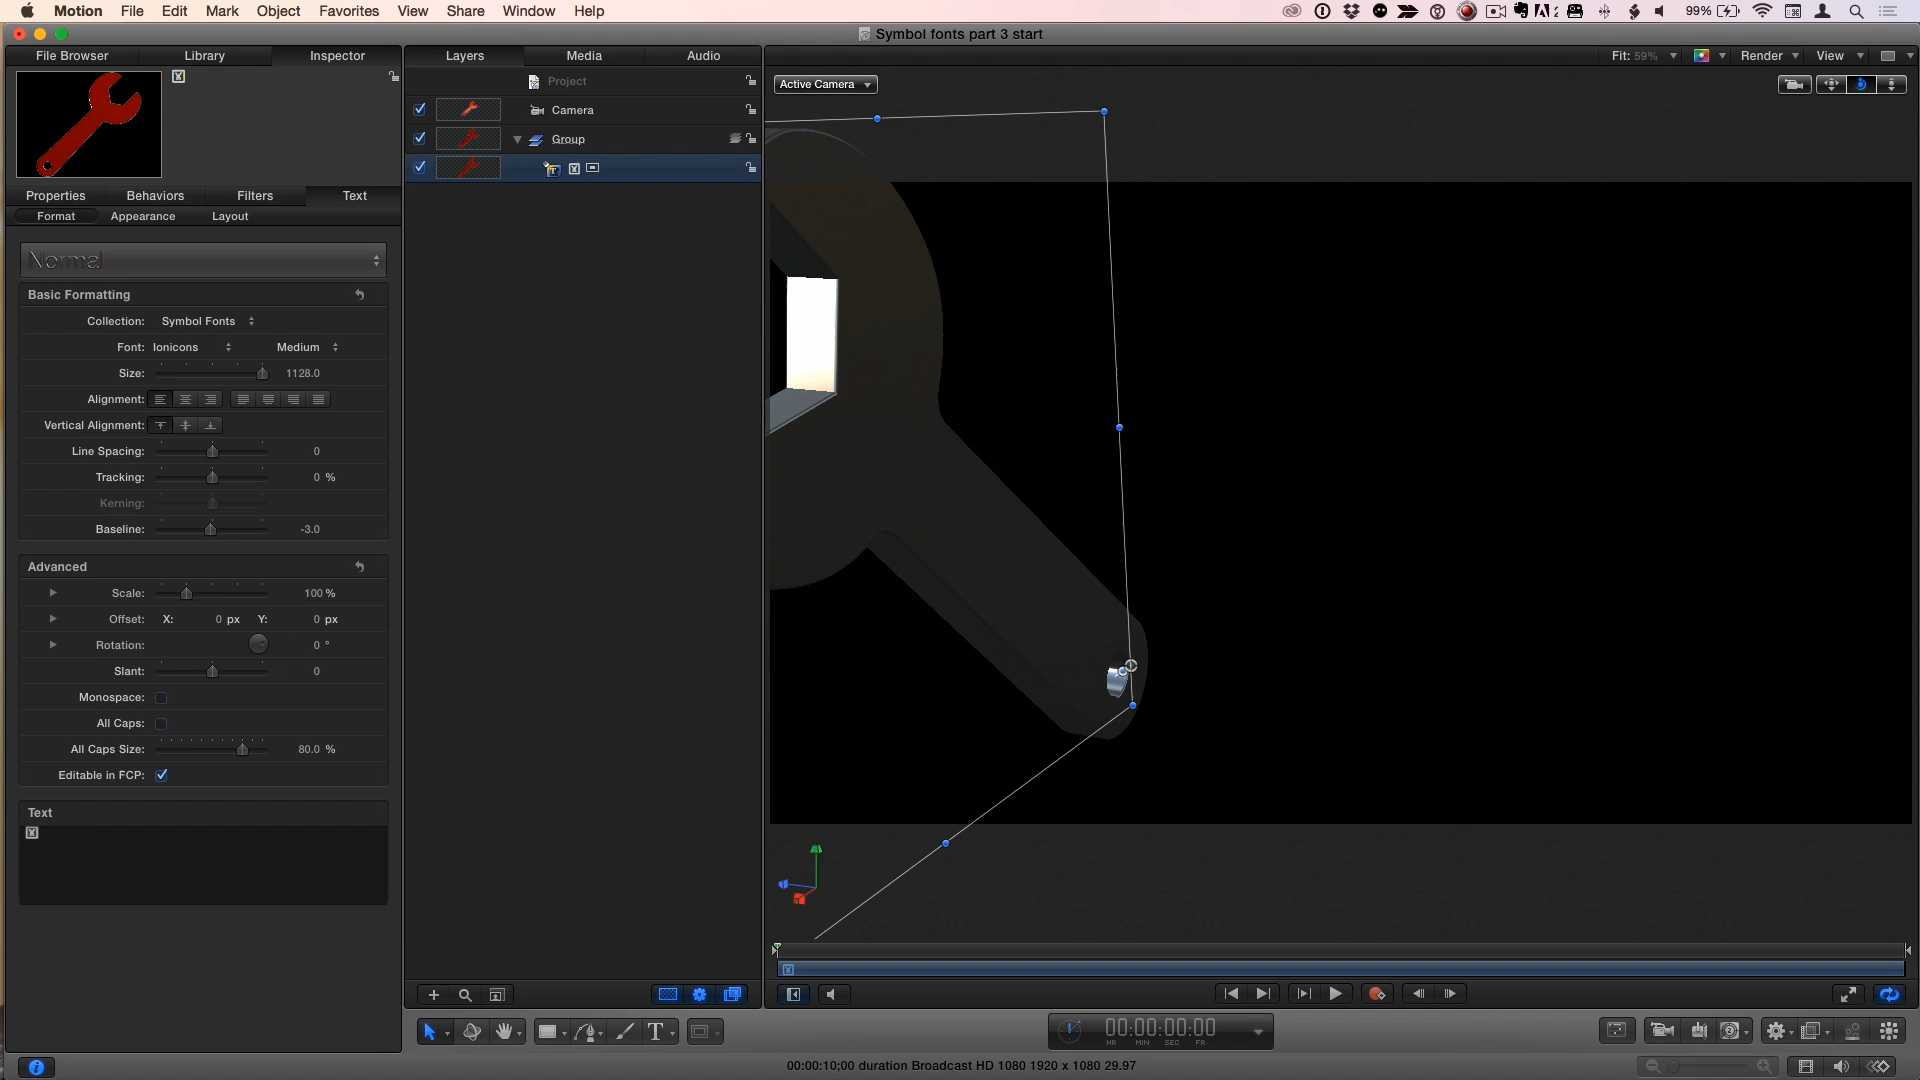 Motion File Edit Mark Object Favorites View Share Window Help
99%
Symbol fonts part 3 start
File Browser Library Inspector
Layers Media Audio
Fit: 59% Render View
Active Camera
Project
Camera
Group
Properties Behaviors Filters Text
Format Appearance Layout
Normal
Basic Formatting
Collection: Symbol Fonts
Font: Ionicons Medium
Size: 1128.0
Alignment:
Vertical Alignment:
Line Spacing: 0
Tracking: 0 %
Kerning:
Baseline: -3.0
Advanced
Scale: 100 %
Offset: X: 0 px Y: 0 px
Rotation: 0 °
Slant: 0
Monospace:
All Caps:
All Caps Size: 80.0 %
Editable in FCP:
Text
T
00:00:00:00
HR MIN SEC FR
00:00:10;00 duration Broadcast HD 1080 1920 x 1080 29.97